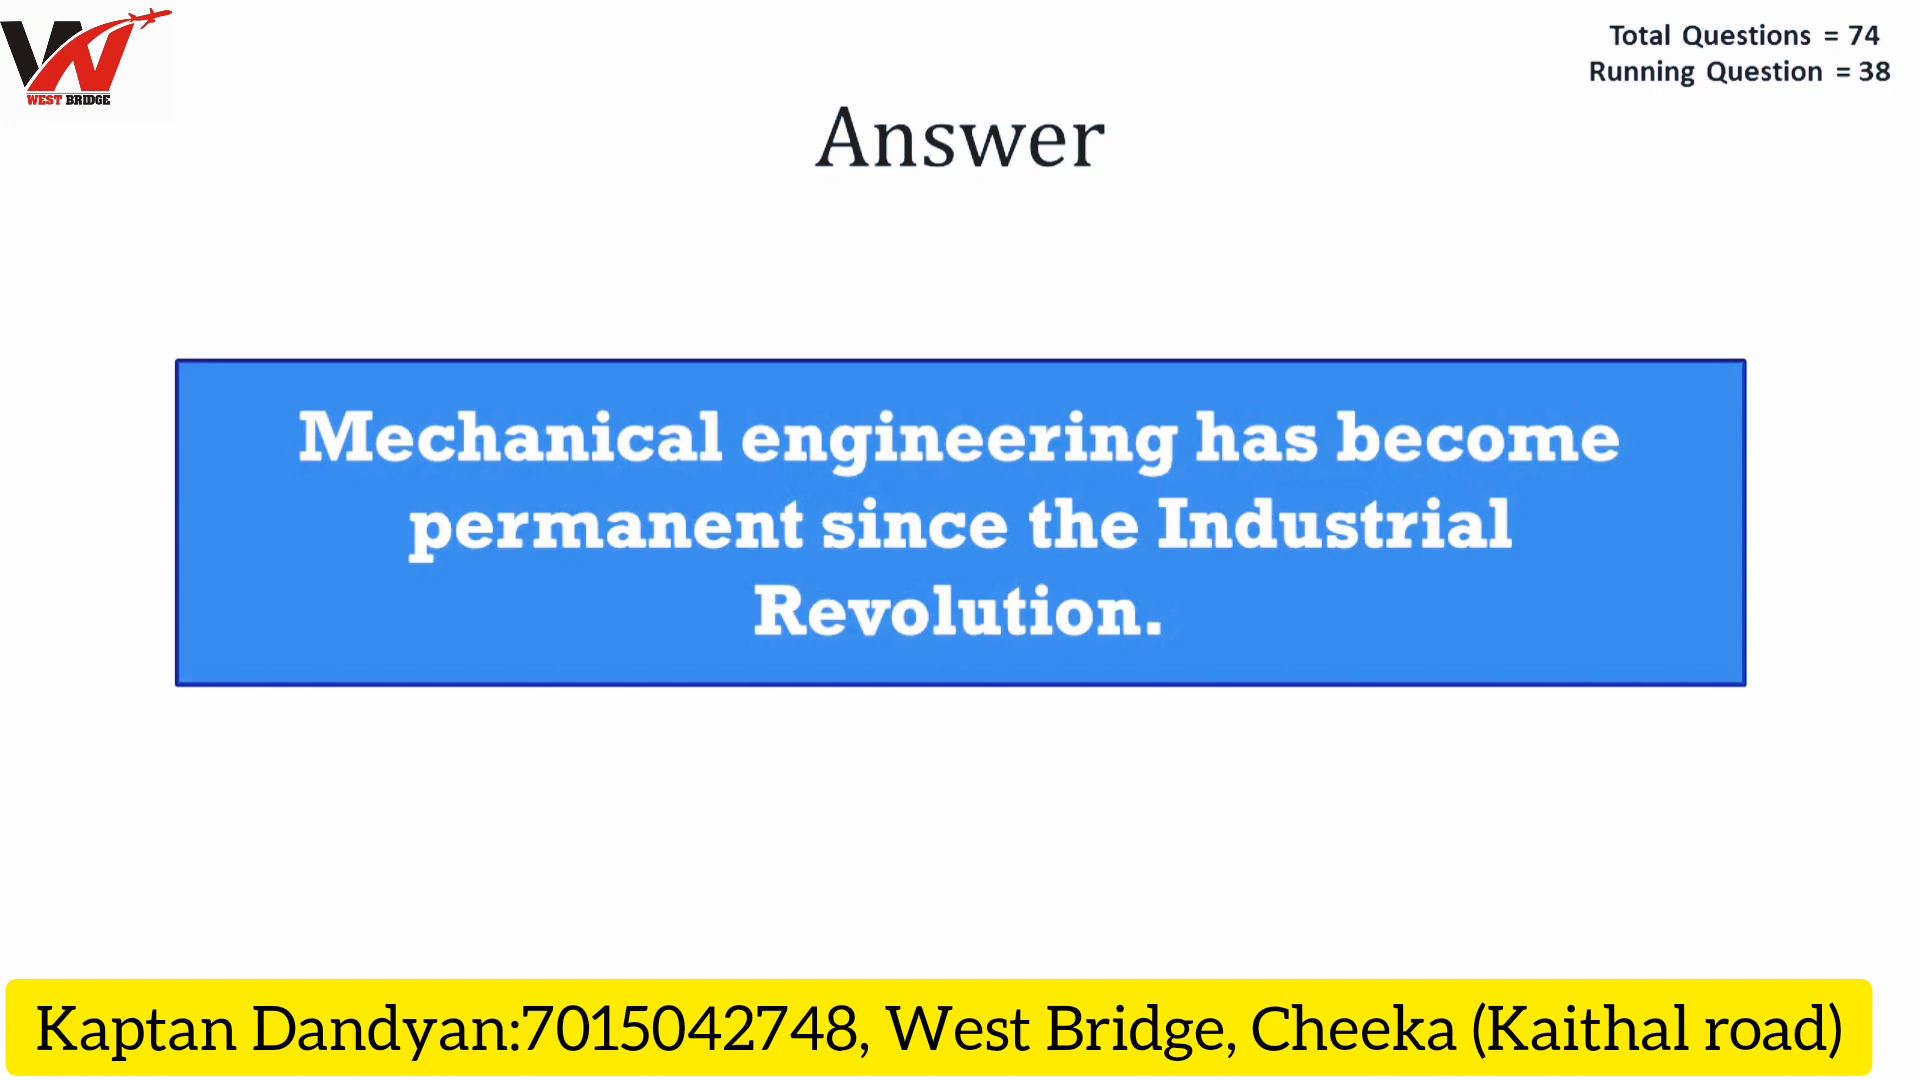 WEST BRIDGE
Total Questions = 74
Running Question = 38
Answer
Mechanical engineering has become
permanent since the Industrial
Revolution.
Kaptan Dandyan:7015042748, West Bridge, Cheeka (Kaithal road)